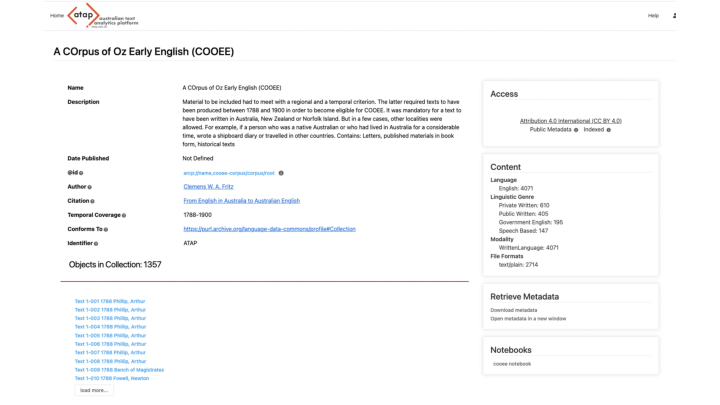 Home
atap
australian text
analytics platform
Help
A COrpus of Oz Early English (COOEE)
Name
A COrpus of Oz Early English (COOEE)
Description
Material to be included had to meet with a regional and a temporal criterion. The latter required texts to have
been produced between 1788 and 1900 in order to become eligible for COOEE. It was mandatory for a text to
have been written in Australia, New Zealand or Norfolk Island. But in a few cases, other localities were
allowed. For example, if a person who was a native Australian or who had lived in Australia for a considerable
time, wrote a shipboard diary or travelled in other countries. Contains: Letters, published materials in book
form, historical texts
Date Published
Not Defined
@id
arcp://name,cooee-corpus/corpus/root
Author
Clemens W. A. Fritz
Citation
From English in Australia to Australian English
Temporal Coverage
1788-1900
Conforms To
https://purl.archive.org/language-data-commons/profile#Collection
Identifier
ATAP
Objects in Collection: 1357
Text 1-001 1788 Phillip, Arthur
Text 1-002 1788 Phillip, Arthur
Text 1-003 1788 Phillip, Arthur
Text 1-004 1788 Phillip, Arthur
Text 1-005 1788 Phillip, Arthur
Text 1-006 1788 Phillip, Arthur
Text 1-007 1788 Phillip, Arthur
Text 1-008 1788 Phillip, Arthur
Text 1-009 1788 Bench of Magistrates
Text 1-010 1788 Fowell, Newton
load more...
Access
Attribution 4.0 International (CC BY 4.0)
Public Metadata Indexed
Content
Language
English: 4071
Linguistic Genre
Private Written: 610
Public Written: 405
Government English: 195
Speech Based: 147
Modality
WrittenLanguage: 4071
File Formats
text/plain: 2714
Retrieve Metadata
Download metadata
Open metadata in a new window
Notebooks
cooee notebook